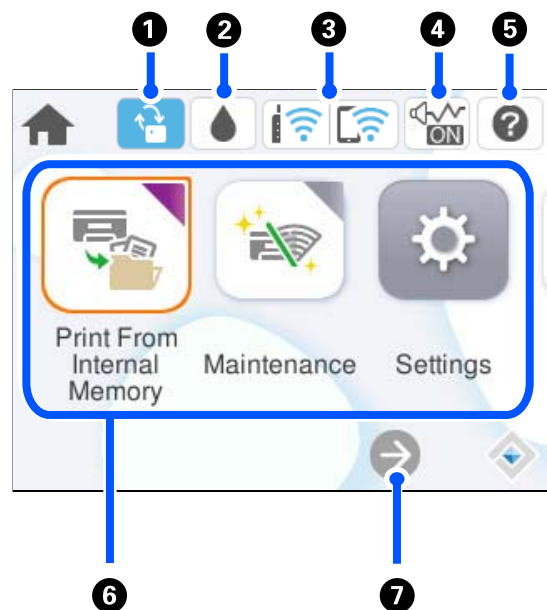 1 2 3 4 5
ON ?
Print From
Internal
Memory
Maintenance
Settings
6 7